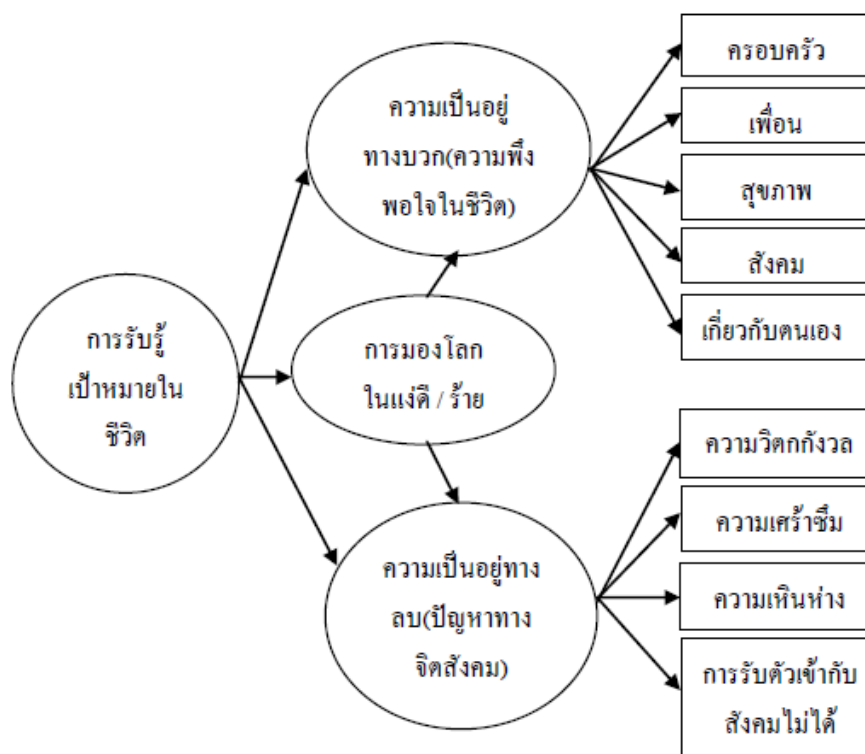 การรับรู้
เป้าหมายใน
ชีวิต
ความเป็นอยู่
ทางบวก(ความพึง
พอใจในชีวิต)
การมองโลก
ในแง่ดี / ร้าย
ความเป็นอยู่ทาง
ลบ(ปัญหาทาง
จิตสังคม)
ครอบครัว
เพื่อน
สุขภาพ
สังคม
เกี่ยวกับตนเอง
ความวิตกกังวล
ความเศร้าซึม
ความเหินห่าง
การรับตัวเข้ากับ
สังคมไม่ได้